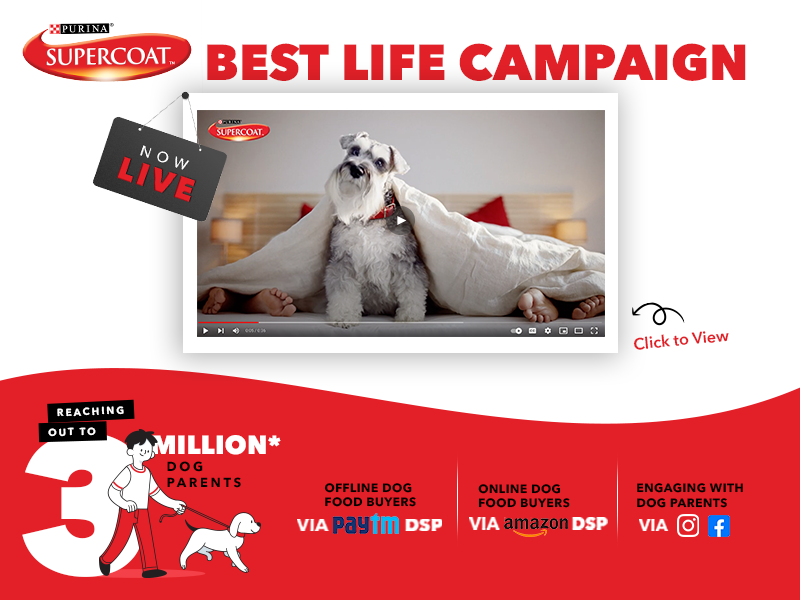 PURINA
SUPERCOAT
BEST LIFE CAMPAIGN
NOW
LIVE
PURINA
SUPERCOAT
Click to View
REACHING
OUT TO
3 MILLION*
DOG
PARENTS
OFFLINE DOG
FOOD BUYERS
VIA paytm DSP
ONLINE DOG
FOOD BUYERS
VIA amazon DSP
ENGAGING WITH
DOG PARENTS
VIA